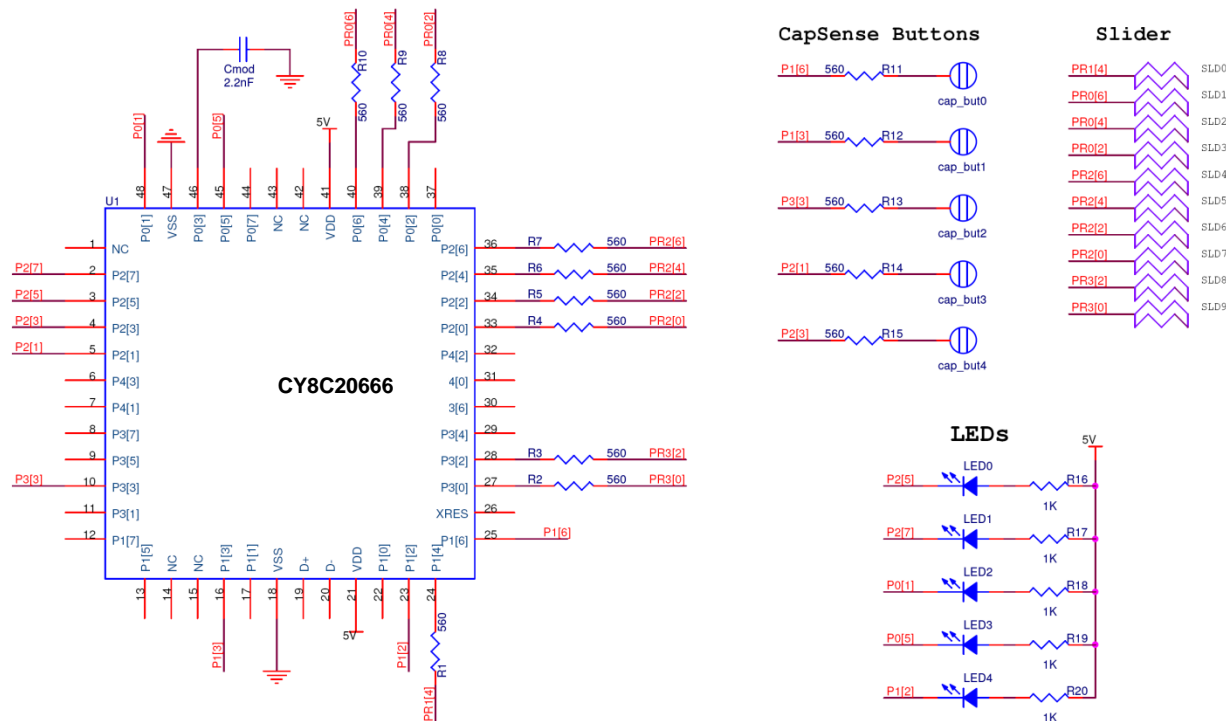 CapSense Buttons
Slider
PR0[6]
PR0[4]
PR0[2]
Cmod
2.2nF
R10
R9
R8
560
560
560
P0[1]
P0[5]
5V
48
47
46
45
44
43
42
41
40
39
38
37
U1
P0[1]
VSS
P0[3]
P0[5]
P0[7]
NC
NC
VDD
P0[6]
P0[4]
P0[2]
P0[0]
1 NC
P2[7] 2 P2[7]
P2[5] 3 P2[5]
P2[3] 4 P2[3]
P2[1] 5 P2[1]
6 P4[3]
7 P4[1]
8 P3[7]
9 P3[5]
P3[3] 10 P3[3]
11 P3[1]
12 P1[7]
CY8C20666
P2[6] 36 R7 560 PR2[6]
P2[4] 35 R6 560 PR2[4]
P2[2] 34 R5 560 PR2[2]
P2[0] 33 R4 560 PR2[0]
P4[2] 32
4[0] 31
3[6] 30
P3[4] 29
P3[2] 28 R3 560 PR3[2]
P3[0] 27 R2 560 PR3[0]
XRES 26
P1[6] 25 P1[6]
P1[5]
NC
NC
P1[3]
P1[1]
VSS
D+
D-
VDD
P1[0]
P1[2]
P1[4]
13
14
15
16
17
18
19
20
21
22
23
24
P1[3]
5V
P1[2]
560
R1
PR1[4]
P1[6] 560 R11
cap_but0
P1[3] 560 R12
cap_but1
P3[3] 560 R13
cap_but2
P2[1] 560 R14
cap_but3
P2[3] 560 R15
cap_but4
PR1[4] SLD0
PR0[6] SLD1
PR0[4] SLD2
PR0[2] SLD3
PR2[6] SLD4
PR2[4] SLD5
PR2[2] SLD6
PR2[0] SLD7
PR3[2] SLD8
PR3[0] SLD9
LEDs
5V
LED0
P2[5] R16
1K
LED1
P2[7] R17
1K
LED2
P0[1] R18
1K
LED3
P0[5] R19
1K
LED4
P1[2] R20
1K